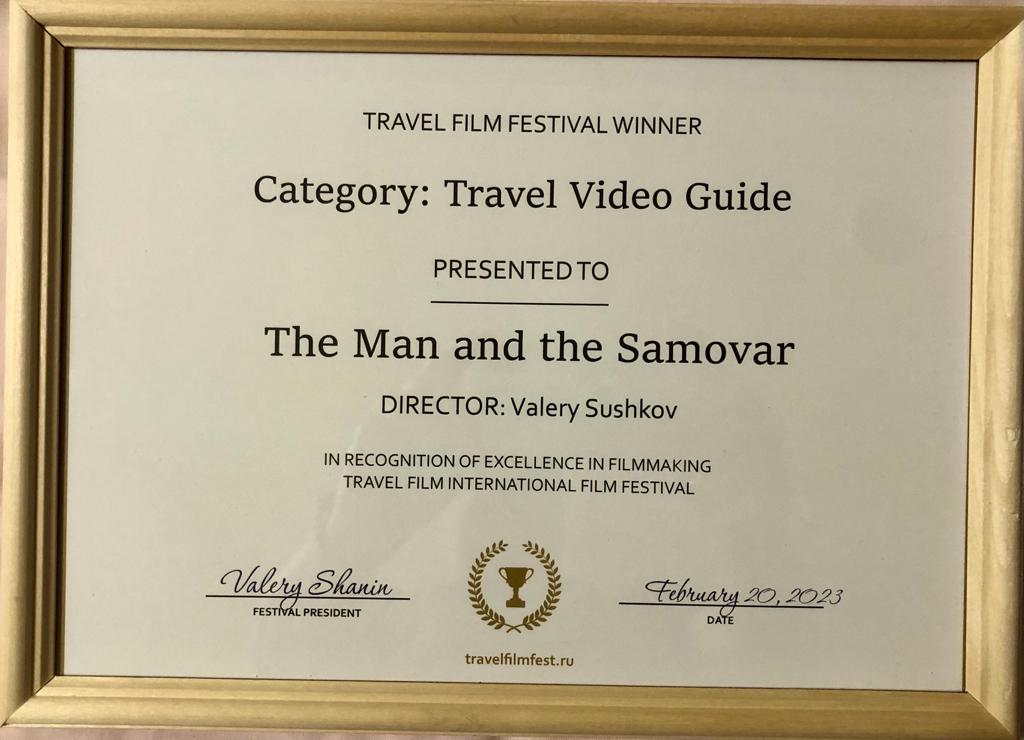 TRAVEL FILM FESTIVAL WINNER
Category: Travel Video Guide
PRESENTED TO
The Man and the Samovar
DIRECTOR: Valery Sushkov
IN RECOGNITION OF EXCELLENCE IN FILMMAKING
TRAVEL FILM INTERNATIONAL FILM FESTIVAL
Valery Shanin
FESTIVAL PRESIDENT
February 20, 2023
DATE
travelfilmfest.ru